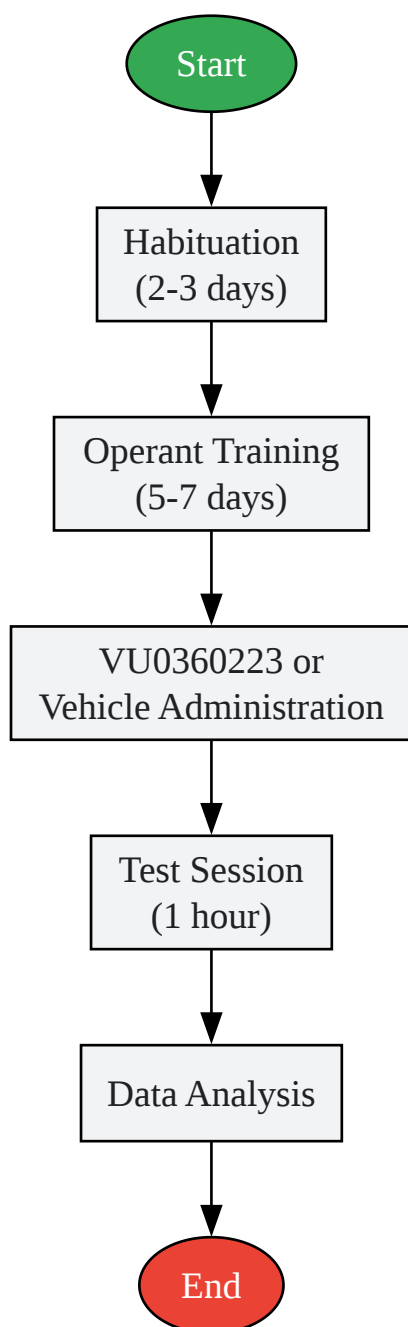 Start
Habituation
(2-3 days)
Operant Training
(5-7 days)
VU0360223 or
Vehicle Administration
Test Session
(1 hour)
Data Analysis
End